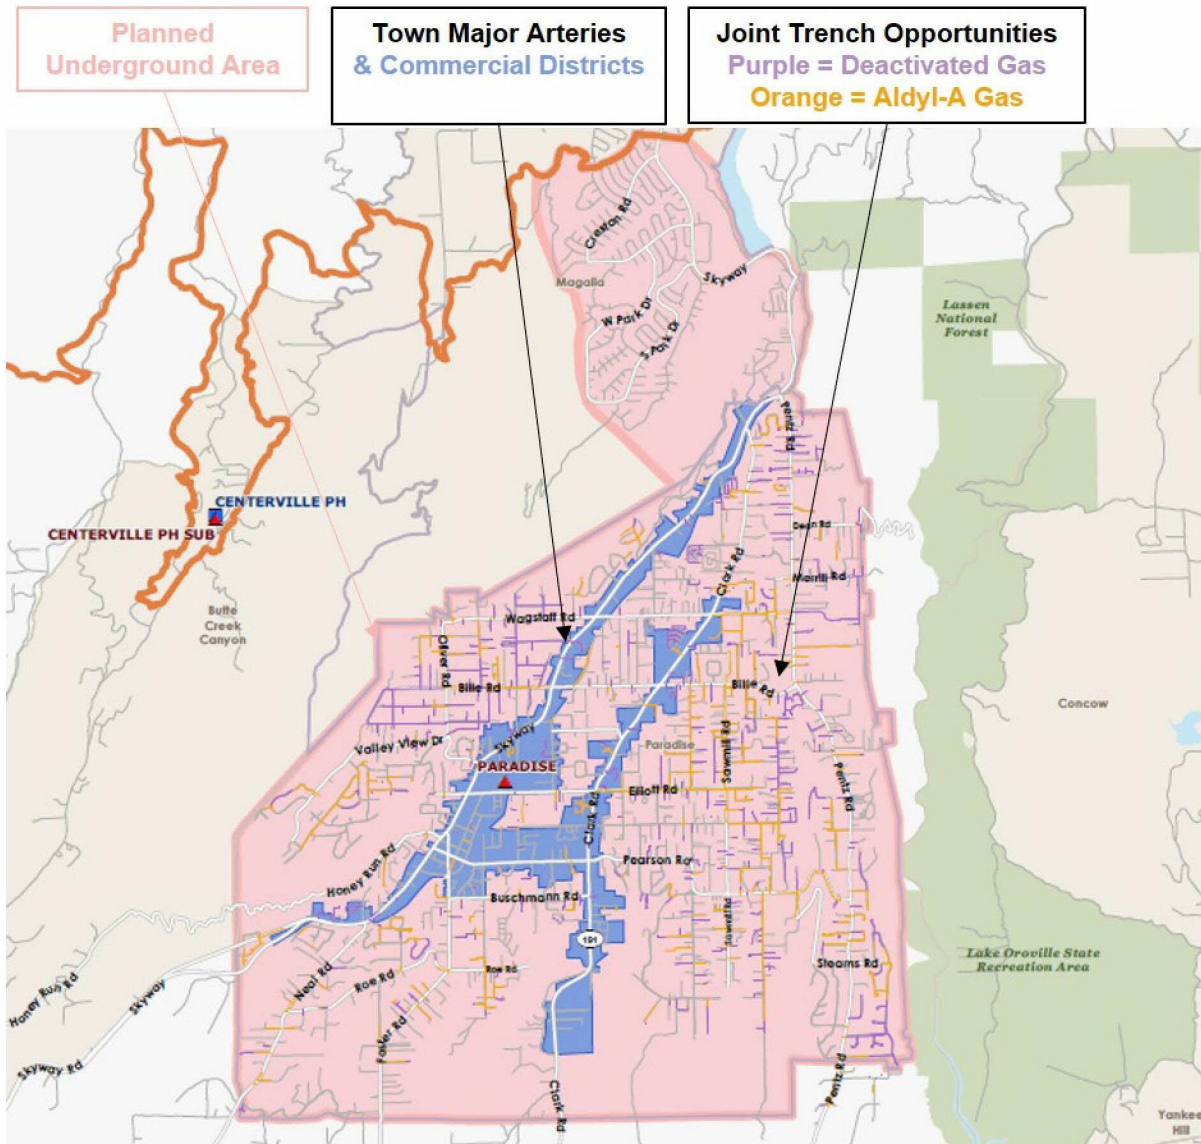 Planned
Underground Area
Town Major Arteries
& Commercial Districts
Joint Trench Opportunities
Purple = Deactivated Gas
Orange = Aldyl-A Gas
Creston Rd
Magalia
Skyway
W Park Dr
S Park Dr
Lassen
National
Forest
Pentz Rd
CENTERVILLE PH
CENTERVILLE PH SUB
Dean Rd
Clark Rd
Merrill Rd
Butte
Creek
Canyon
Wagstaff Rd
Oliver Rd
Bille Rd
Bille Rd
Concow
Valley View Dr
Skyway
Paradise
Sawmill Rd
PARADISE
Pentz Rd
Elliott Rd
Clark Rd
Honey Run Rd
Pearson Rd
Buschmann Rd
Sawmill Rd
191
Lake Oroville State
Recreation Area
Stearns Rd
Neal Rd
Roe Rd
Roe Rd
Honey Run Rd
Skyway
Foster Rd
Skyway Rd
Pentz Rd
Clark Rd
Yankee
Hill